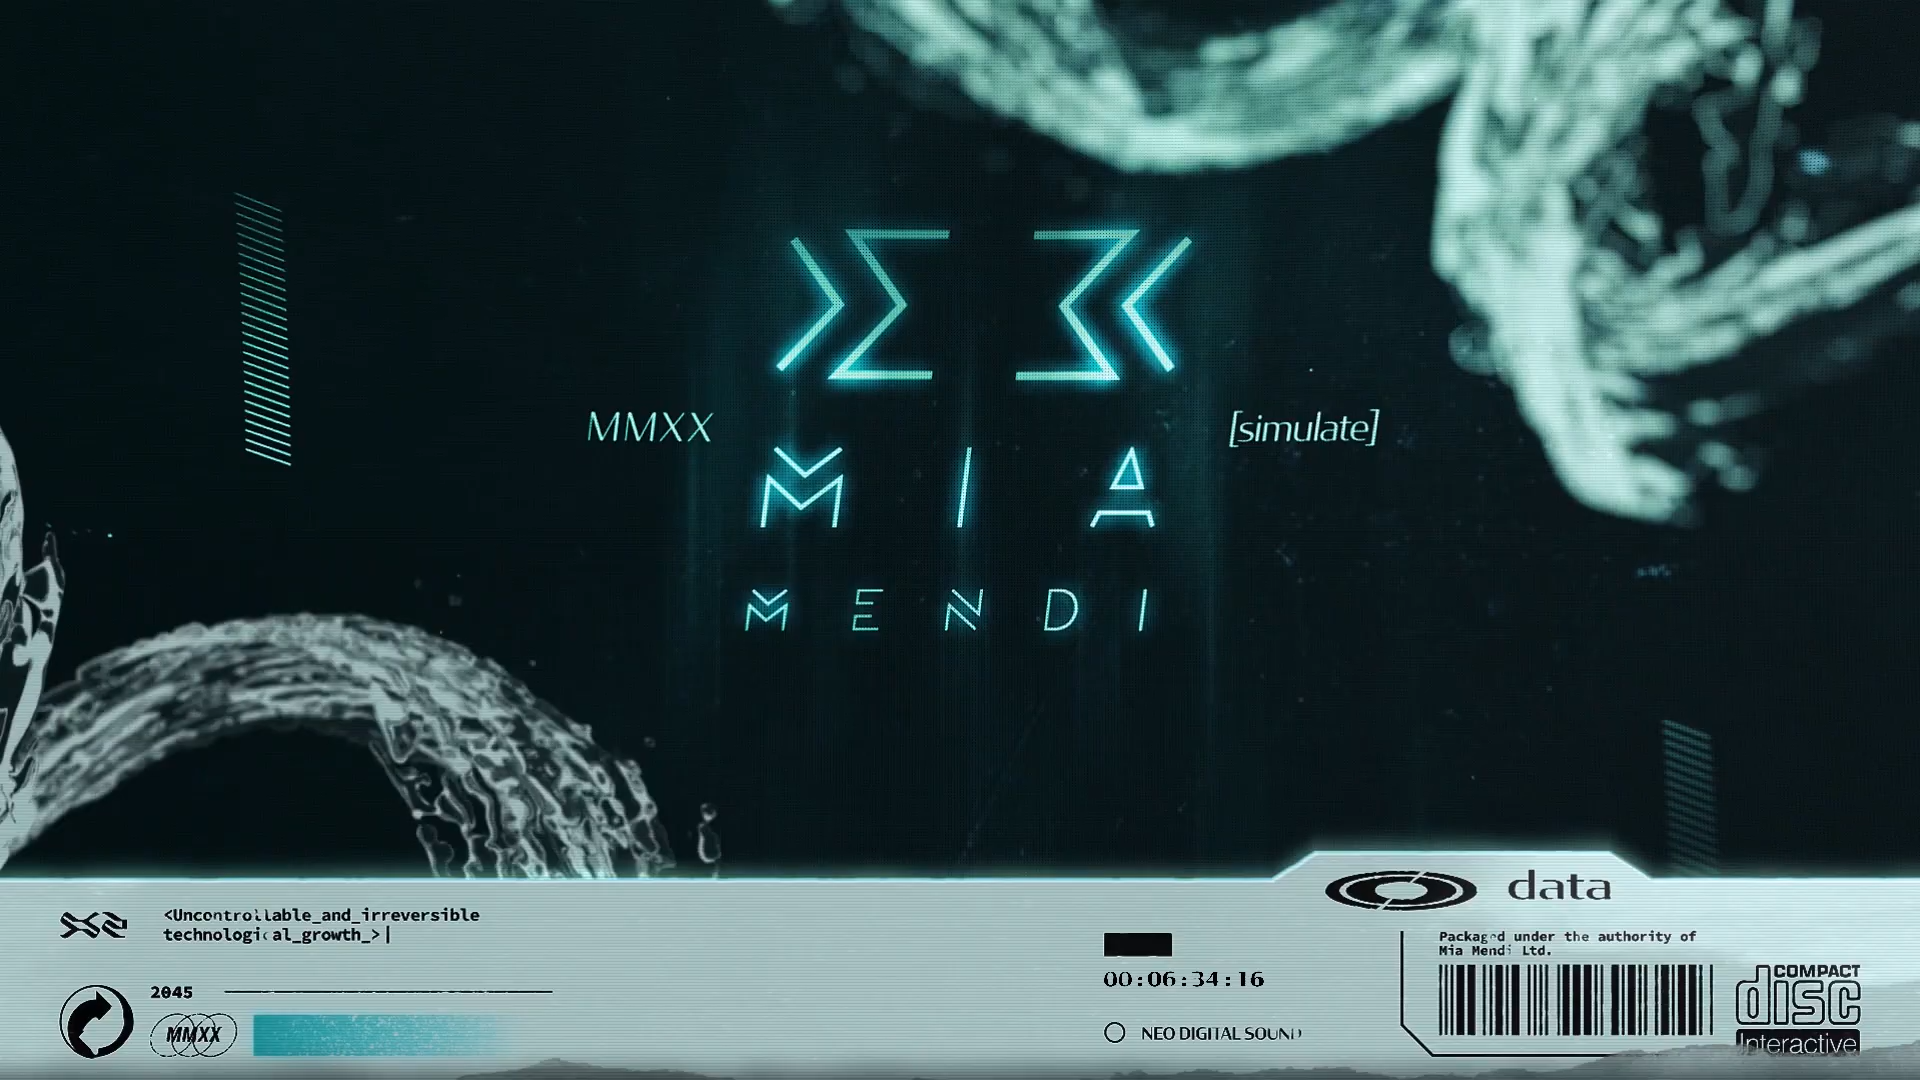 MMXX
[simulate]
MIA
MENDI
data
<Uncontrollable_and_irreversible
technological_growth_>|
Packaged under the authority of
Mia Mendi Ltd.
00:06:34:16
2045
MMXX
NEO DIGITAL SOUND
COMPACT
disc
Interactive